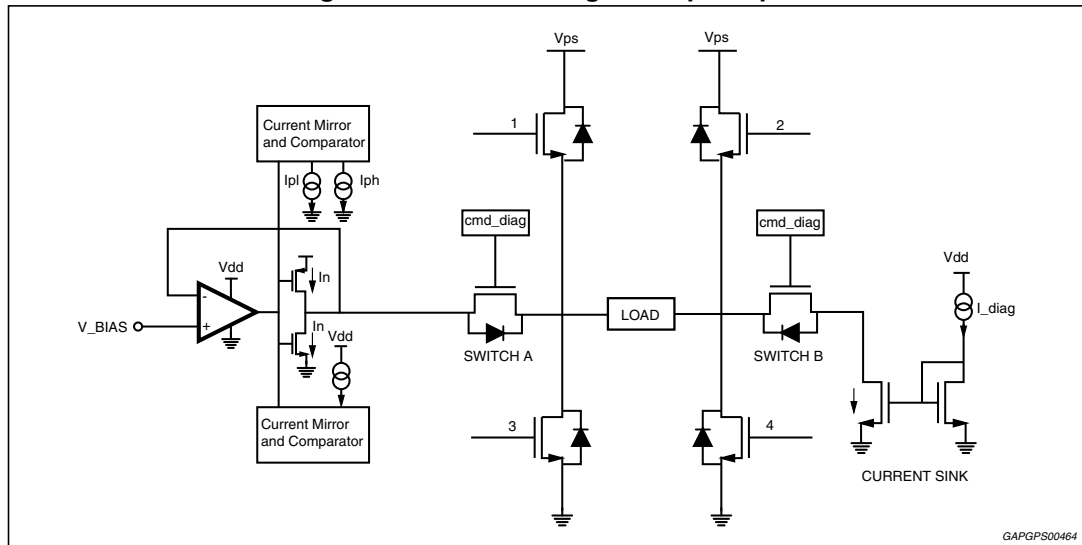 Vps
Vps
Current Mirror
and Comparator
1
2
Ipl
Iph
cmd_diag
cmd_diag
Vdd
In
Vdd
-
I_diag
V_BIAS
+
In
LOAD
Vdd
SWITCH A
SWITCH B
Current Mirror
and Comparator
3
4
CURRENT SINK
GAPGPS00464